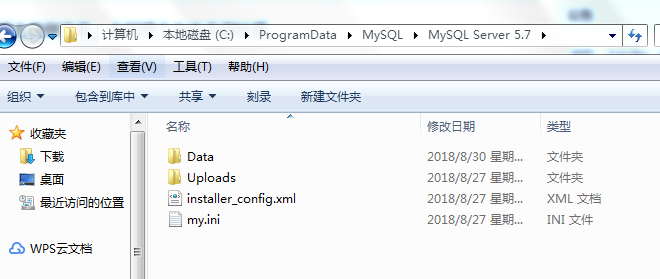 计算机 ▸ 本地磁盘 (C:) ▸ ProgramData ▸ MySQL ▸ MySQL Server 5.7 ▸
文件(F) 编辑(E) 查看(V) 工具(T) 帮助(H)
组织 包含到库中 共享 刻录 新建文件夹
收藏夹
下载
桌面
最近访问的位置
WPS云文档
名称 修改日期 类型
Data 2018/8/30 星期... 文件夹
Uploads 2018/8/27 星期... 文件夹
installer_config.xml 2018/8/27 星期... XML 文档
my.ini 2018/8/27 星期... INI 文件